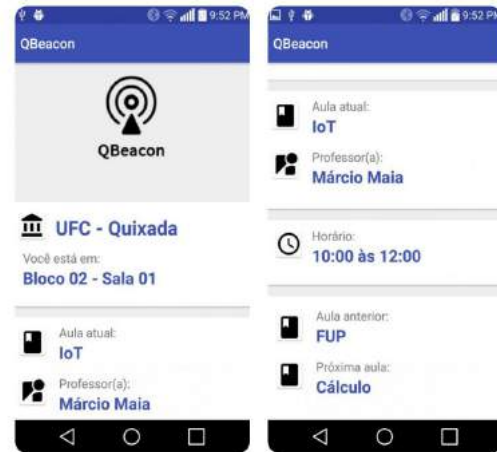 9:52 PM
QBeacon
QBeacon
UFC - Quixada
Você está em:
Bloco 02 - Sala 01
Aula atual:
IoT
Professor(a):
Márcio Maia
9:52 PM
QBeacon
Aula atual:
IoT
Professor(a):
Márcio Maia
Horário:
10:00 às 12:00
Aula anterior:
FUP
Próxima aula:
Cálculo